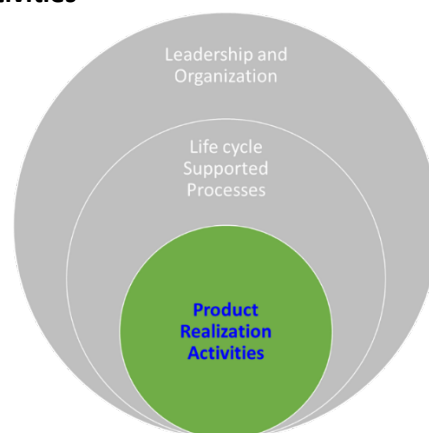 Leadership and
Organization
Life cycle
Supported
Processes
Product
Realization
Activities